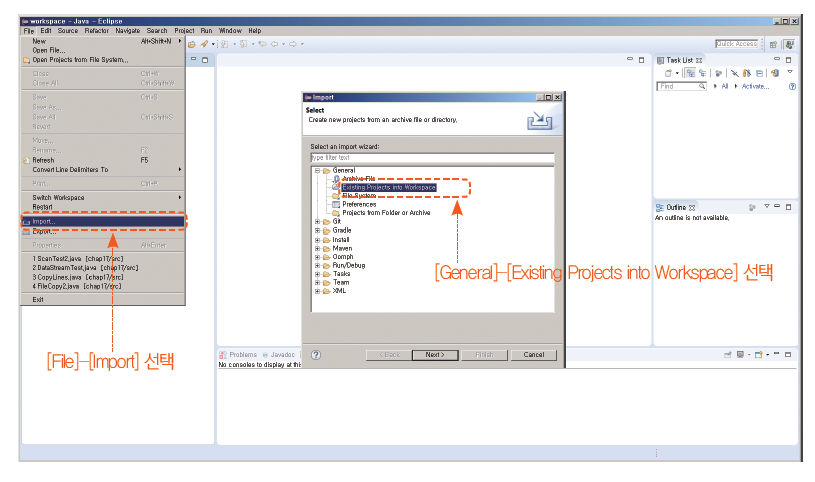 workspace - Java - Eclipse
File Edit Source Refactor Navigate Search Project Run Window Help
New Alt+Shift+N
Open File...
Open Projects from File System...
Close Ctrl+W
Close All Ctrl+Shift+W
Save Ctrl+S
Save As...
Save All Ctrl+Shift+S
Revert
Move...
Rename... F2
Refresh F5
Convert Line Delimiters To
Print... Ctrl+P
Switch Workspace
Restart
Import...
Export...
Properties Alt+Enter
1 ScanTest2.java [chap17/src]
2 DataStreamTest.java [chap17/src]
3 CopyLines.java [chap17/src]
4 FileCopy2.java [chap17/src]
Exit
[File]-[Import] 선택
Import
Select
Create new projects from an archive file or directory.
Select an import wizard:
type filter text
General
Archive File
Existing Projects into Workspace
File System
Preferences
Projects from Folder or Archive
Git
Gradle
Install
Maven
Oomph
Run/Debug
Tasks
Team
XML
[General]-[Existing Projects into Workspace] 선택
< Back Next > Finish Cancel
Quick Access
Task List
Find All Activate...
Outline
An outline is not available.
Problems Javadoc
No consoles to display at this